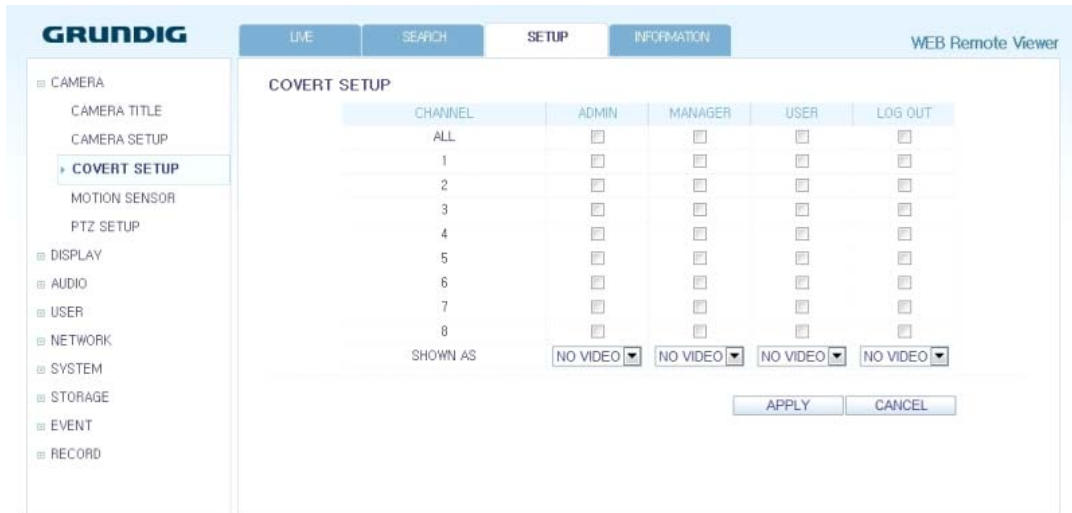 GRUNDIG
LIVE SEARCH SETUP INFORMATION
WEB Remote Viewer
CAMERA
CAMERA TITLE
CAMERA SETUP
COVERT SETUP
MOTION SENSOR
PTZ SETUP
DISPLAY
AUDIO
USER
NETWORK
SYSTEM
STORAGE
EVENT
RECORD
COVERT SETUP
CHANNEL ADMIN MANAGER USER LOG OUT
ALL
1
2
3
4
5
6
7
8
SHOWN AS NO VIDEO NO VIDEO NO VIDEO NO VIDEO
APPLY CANCEL